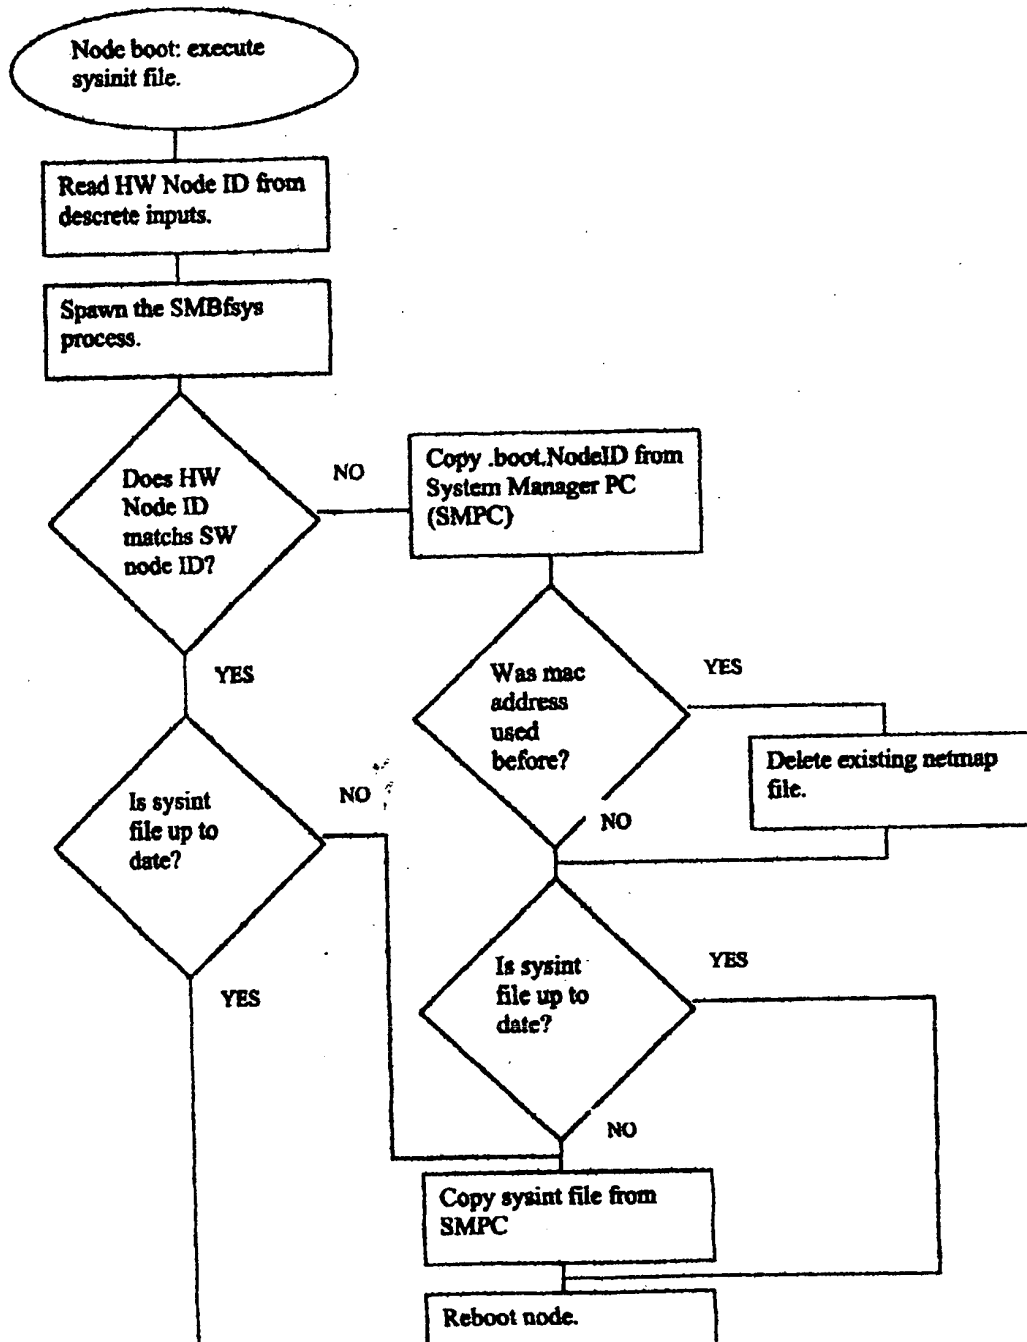 Node boot: execute
sysinit file.
Read HW Node ID from
descrete inputs.
Spawn the SMBfsys
process.
Does HW
Node ID
matchs SW
node ID?
NO
Copy .boot.NodeID from
System Manager PC
(SMPC)
YES
Was mac
address
used
before?
YES
Delete existing netmap
file.
NO
Is sysint
file up to
date?
NO
YES
Is sysint
file up to
date?
YES
NO
Copy sysint file from
SMPC
Reboot node.